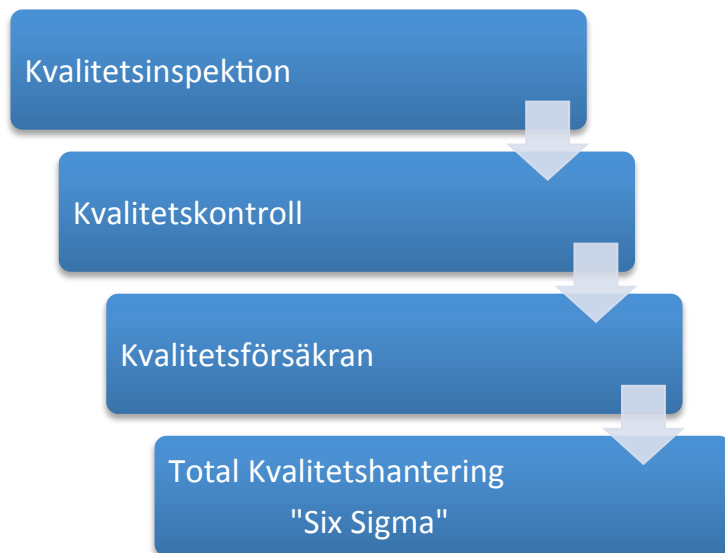 Kvalitetsinspektion
Kvalitetskontroll
Kvalitetsförsäkran
Total Kvalitetshantering
"Six Sigma"